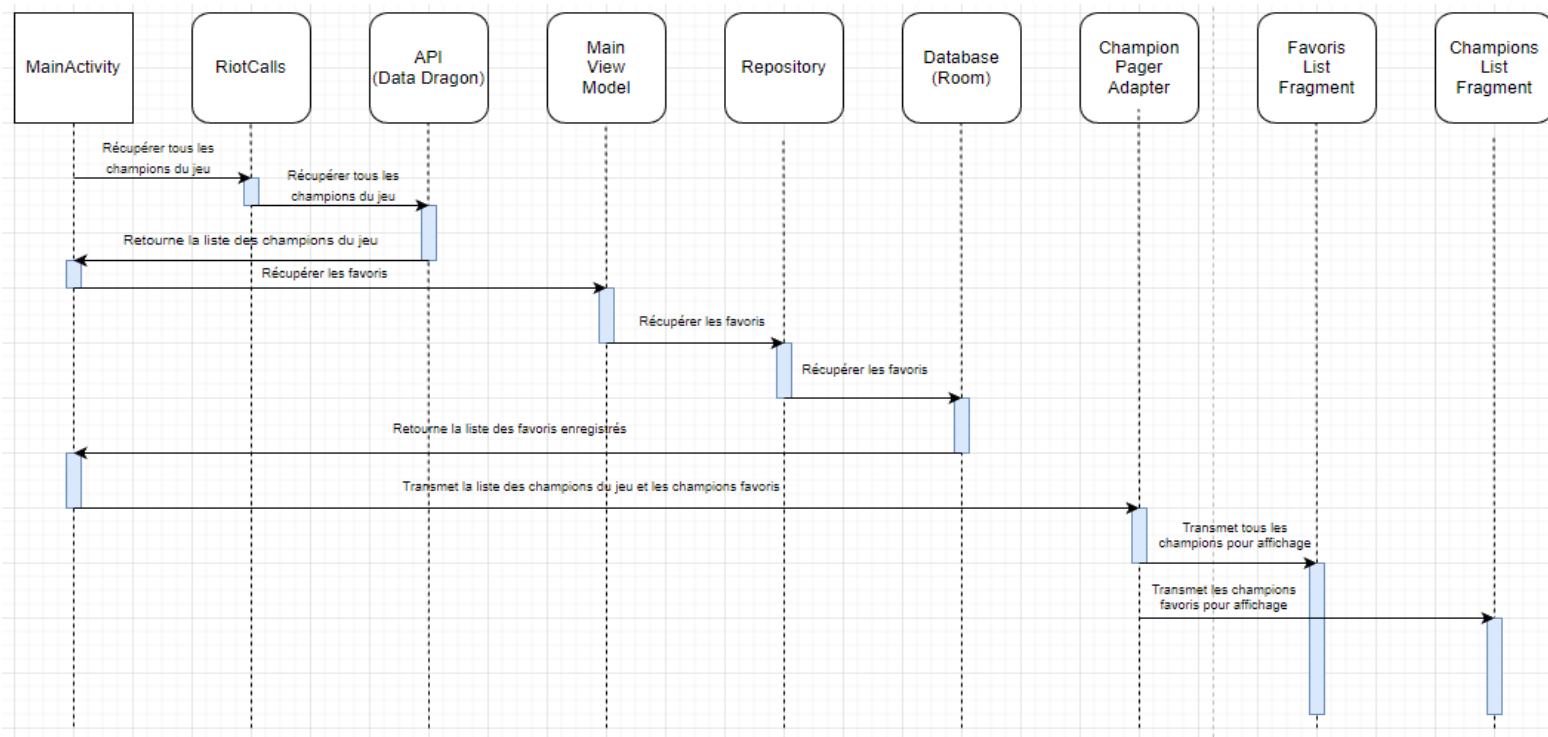 MainActivity
RiotCalls
API
(Data Dragon)
Main
View
Model
Repository
Database
(Room)
Champion
Pager
Adapter
Favoris
List
Fragment
Champions
List
Fragment
Récupérer tous les
champions du jeu
Récupérer tous les
champions du jeu
Retourne la liste des champions du jeu
Récupérer les favoris
Récupérer les favoris
Récupérer les favoris
Retourne la liste des favoris enregistrés
Transmet la liste des champions du jeu et les champions favoris
Transmet tous les
champions pour affichage
Transmet les champions
favoris pour affichage